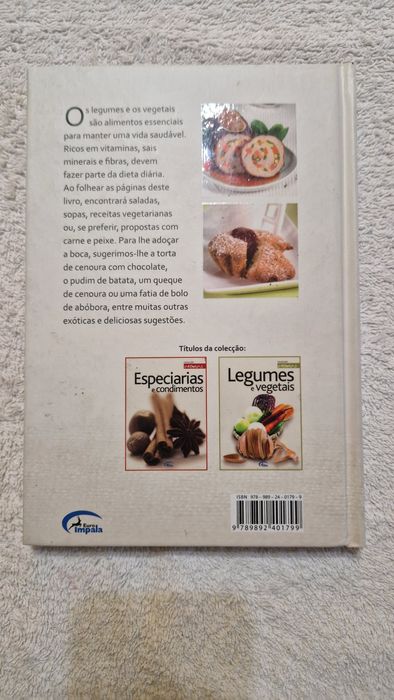 Os legumes e os vegetais
são alimentos essenciais
para manter uma vida saudável.
Ricos em vitaminas, sais
minerais e fibras, devem
fazer parte da dieta diária.
Ao folhear as páginas deste
livro, encontrará saladas,
sopas, receitas vegetarianas
ou, se preferir, propostas com
carne e peixe. Para lhe adoçar
a boca, sugerimos-lhe a torta
de cenoura com chocolate,
o pudim de batata, um queque
de cenoura ou uma fatia de bolo
de abóbora, entre muitas outras
exóticas e deliciosas sugestões.
Títulos da colecção:
Especiarias
e condimentos
Legumes
e vegetais
ISBN 978-989-24-0179-9
9 789892 401799
Euro
Impala